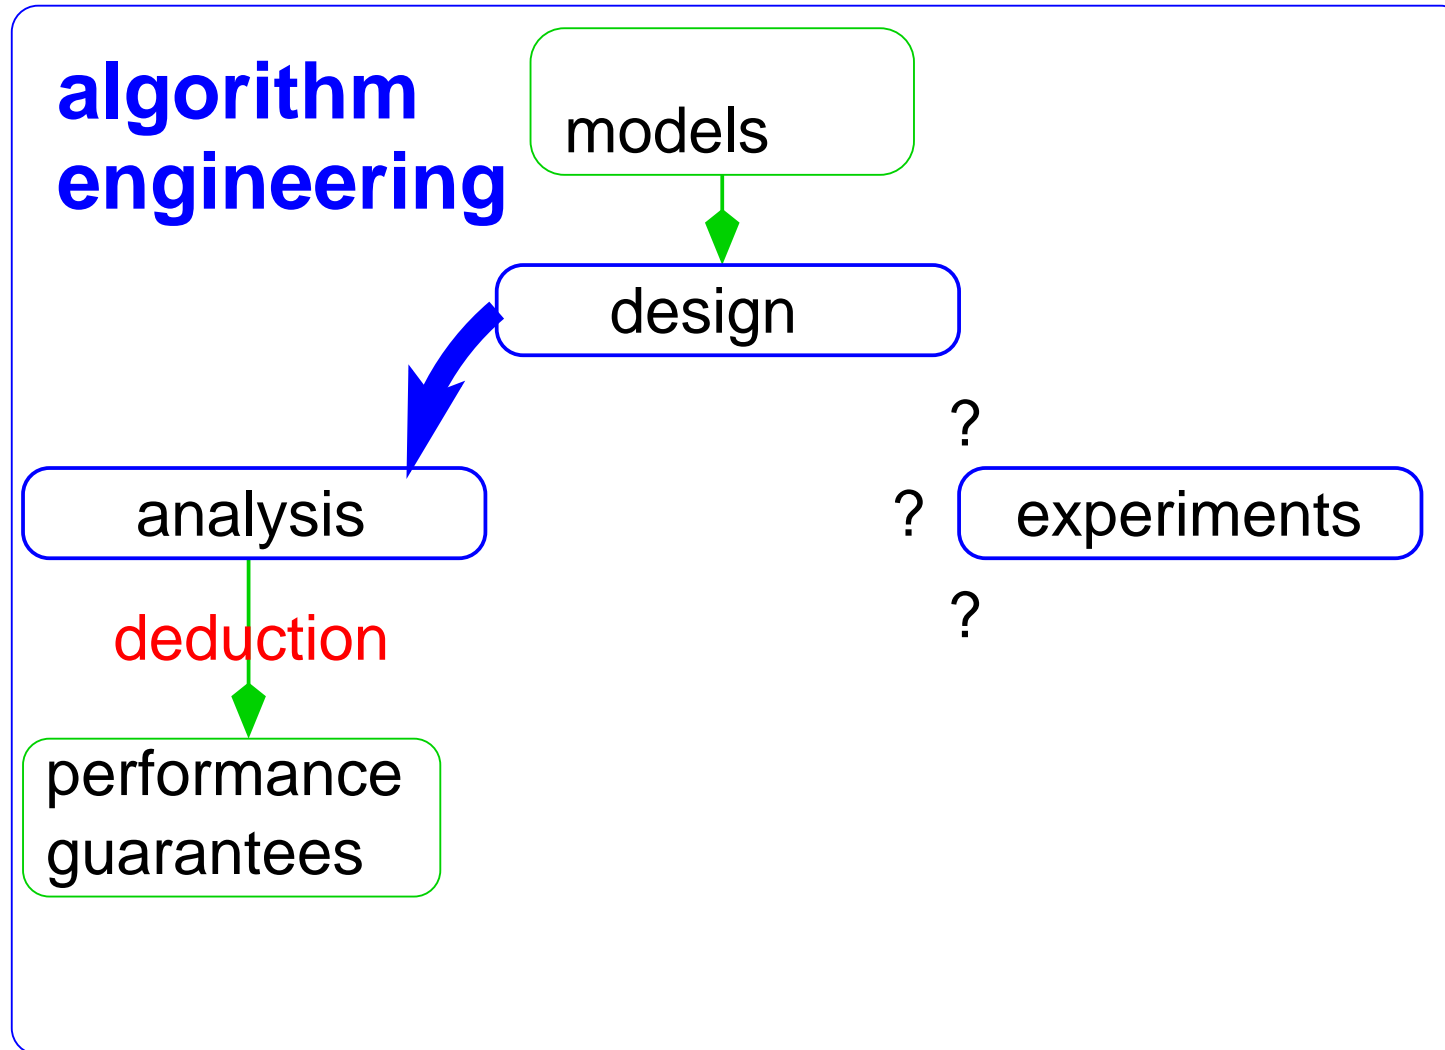 algorithm
engineering
models
design
?
analysis
?
experiments
?
deduction
performance
guarantees